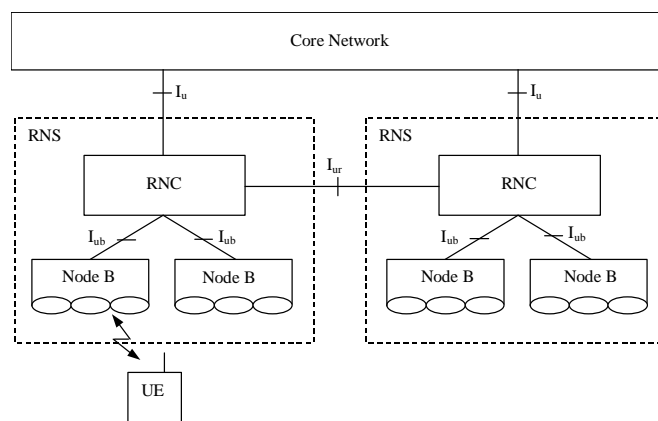 Core Network
Iu
Iu
RNS
RNS
Iur
RNC
RNC
Iub
Iub
Iub
Iub
Node B
Node B
Node B
Node B
UE